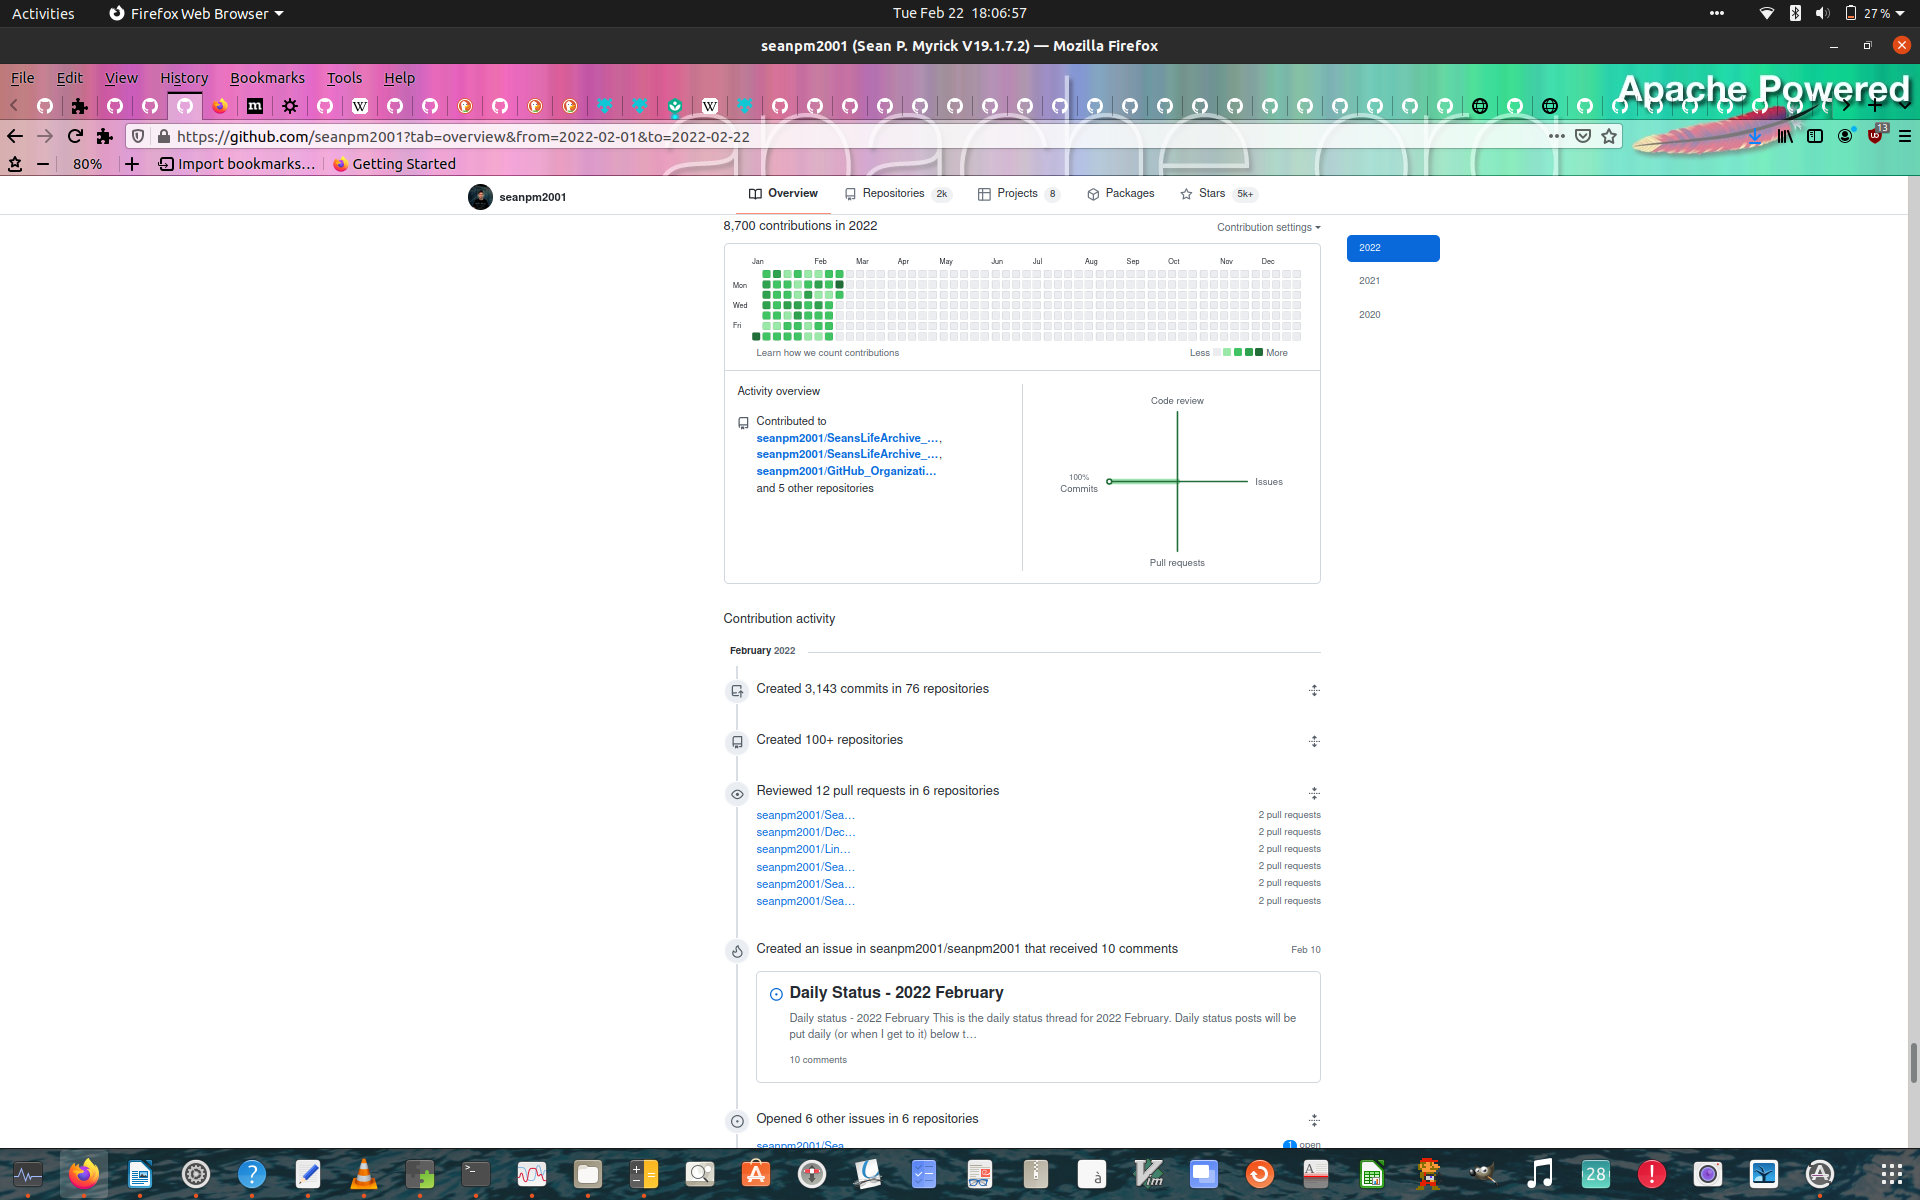 Activities
Firefox Web Browser
Tue Feb 22 18:06:57
27 %
seanpm2001 (Sean P. Myrick V19.1.7.2) — Mozilla Firefox
File Edit View History Bookmarks Tools Help
Apache Powered
https://github.com/seanpm2001?tab=overview&from=2022-02-01&to=2022-02-22
13
80%
Import bookmarks...
Getting Started
apache.org
seanpm2001
Overview
Repositories 2k
Projects 8
Packages
Stars 5k+
8,700 contributions in 2022
Contribution settings
2022
2021
2020
Jan Feb Mar Apr May Jun Jul Aug Sep Oct Nov Dec
Mon
Wed
Fri
Learn how we count contributions
Less More
Activity overview
Contributed to
seanpm2001/SeansLifeArchive_…,
seanpm2001/SeansLifeArchive_…,
seanpm2001/GitHub_Organizati…
and 5 other repositories
Code review
100%
Commits
Issues
Pull requests
Contribution activity
February 2022
Created 3,143 commits in 76 repositories
Created 100+ repositories
Reviewed 12 pull requests in 6 repositories
seanpm2001/Sea… 2 pull requests
seanpm2001/Dec… 2 pull requests
seanpm2001/Lin… 2 pull requests
seanpm2001/Sea… 2 pull requests
seanpm2001/Sea… 2 pull requests
seanpm2001/Sea… 2 pull requests
Created an issue in seanpm2001/seanpm2001 that received 10 comments
Feb 10
Daily Status - 2022 February
Daily status - 2022 February This is the daily status thread for 2022 February. Daily status posts will be
put daily (or when I get to it) below t…
10 comments
Opened 6 other issues in 6 repositories
seanpm2001/Sea… 1 open
28